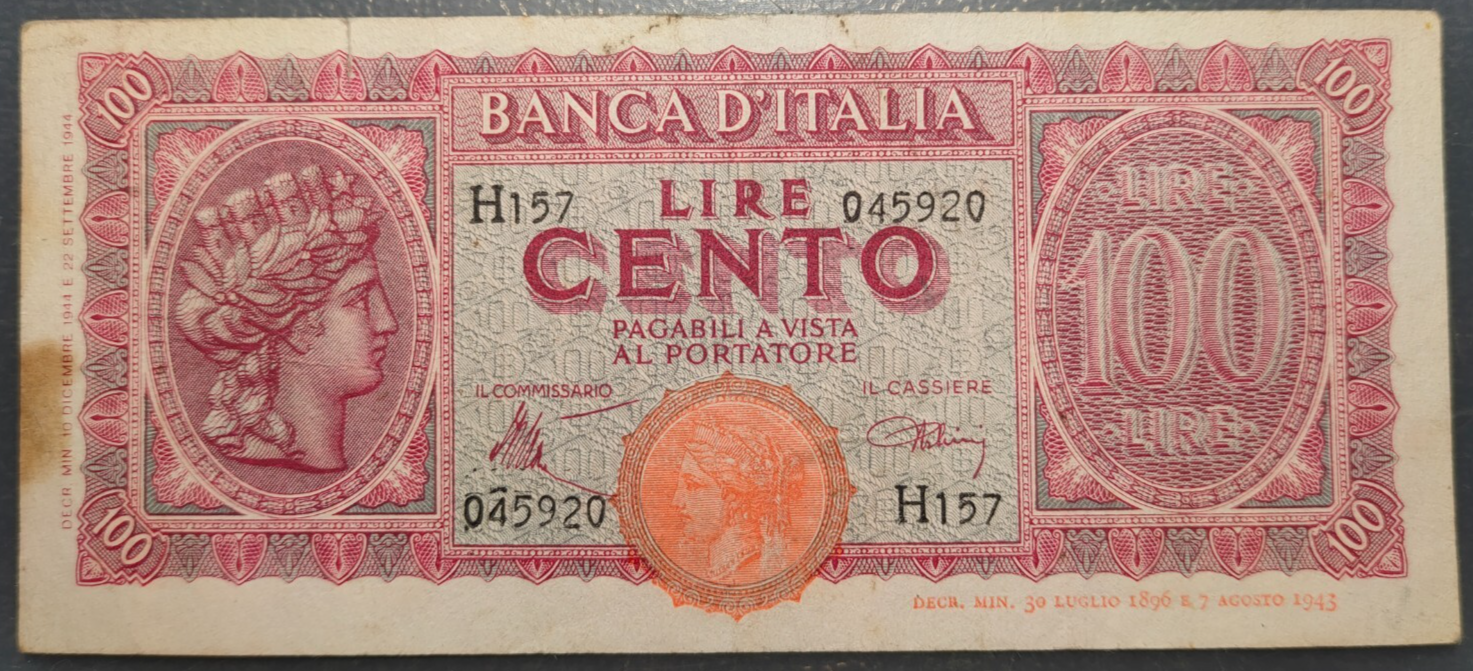 100
100
DECR MIN 10 DICEMBRE 1944 E 22 SETTEMBRE 1944
BANCA D'ITALIA
H157 LIRE 045920
CENTO
PAGABILI A VISTA
AL PORTATORE
IL COMMISSARIO
IL CASSIERE
045920 H157
LIRE
100
LIRE
100
100
DECR. MIN. 30 LUGLIO 1896 E 7 AGOSTO 1943